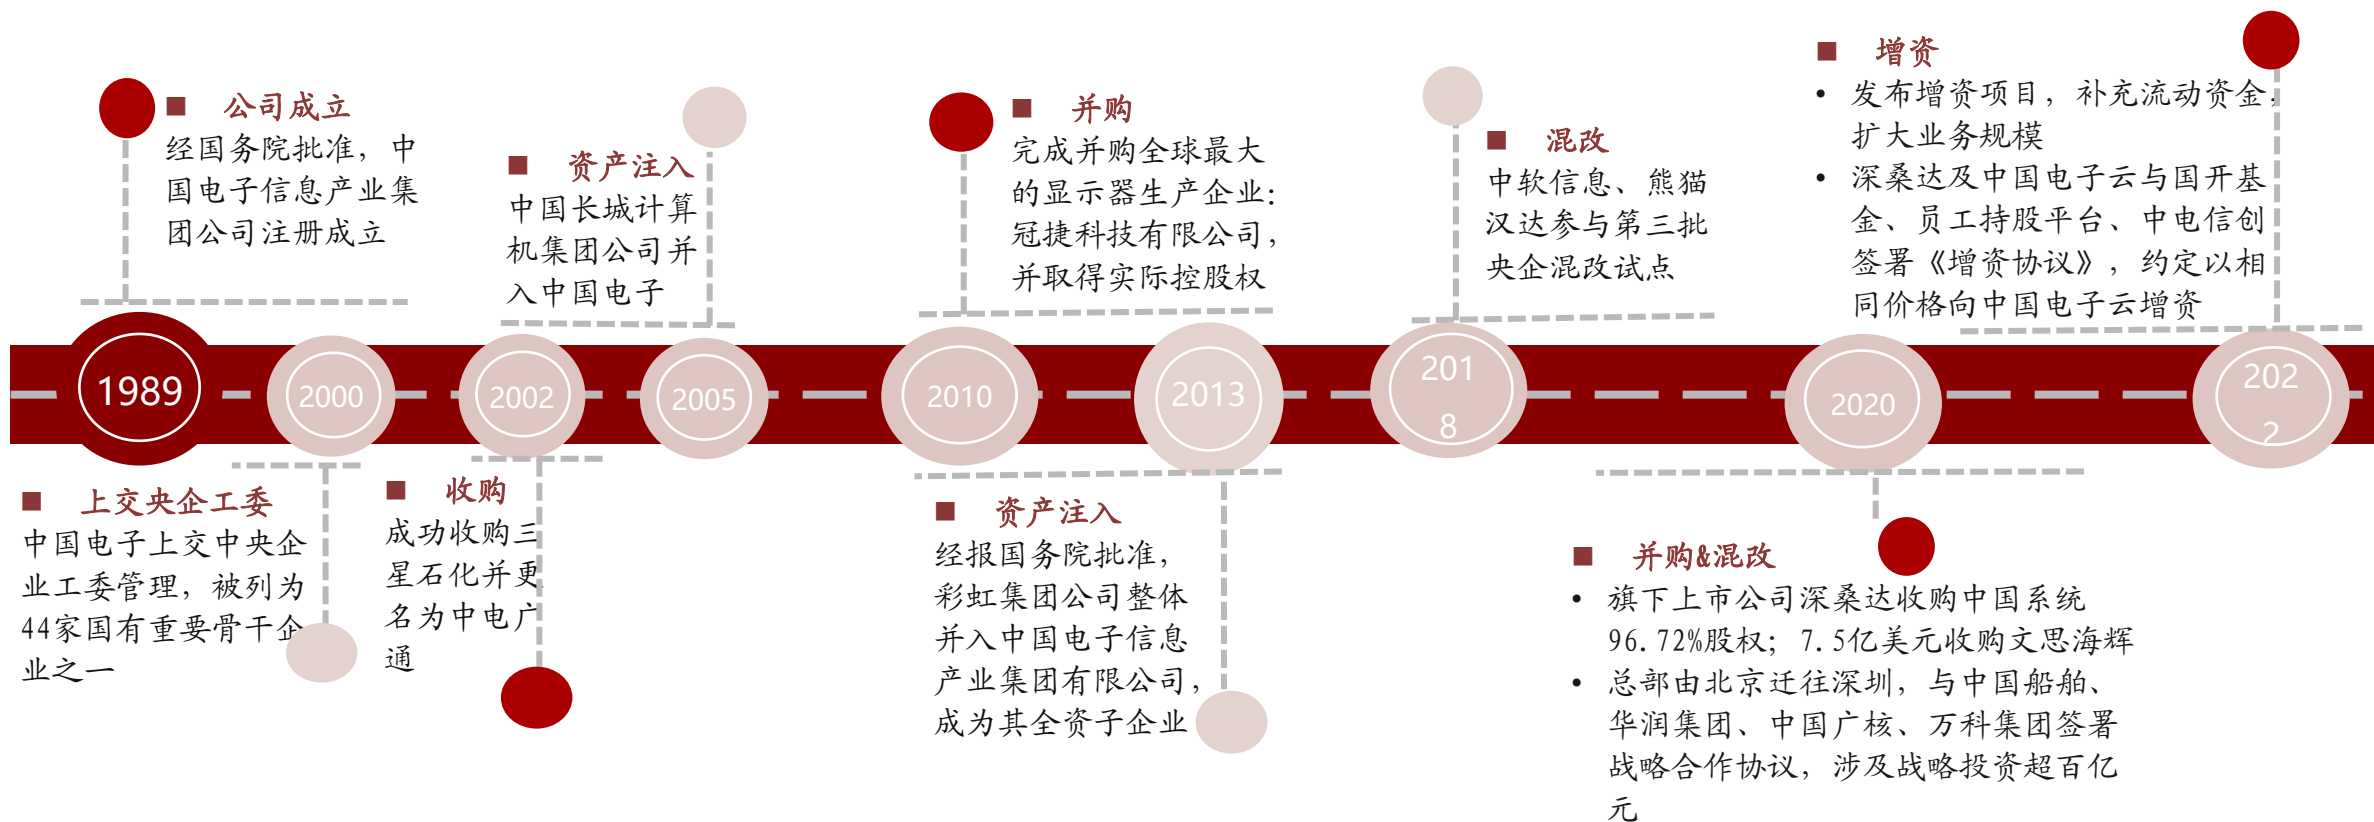 ■ 公司成立
经国务院批准，中
国电子信息产业集
团公司注册成立
■ 资产注入
中国长城计算
机集团公司并
入中国电子
■ 并购
完成并购全球最大
的显示器生产企业：
冠捷科技有限公司，
并取得实际控股权
■ 混改
中软信息、熊猫
汉达参与第三批
央企混改试点
■ 增资
• 发布增资项目，补充流动资金，
扩大业务规模
• 深桑达及中国电子云与国开基
金、员工持股平台、中电信创
签署《增资协议》，约定以相
同价格向中国电子云增资
1989
2000
2002
2005
2010
2013
201
8
2020
202
2
■ 上交央企工委
中国电子上交中央企
业工委管理，被列为
44家国有重要骨干企
业之一
■ 收购
成功收购三
星石化并更
名为中电广
通
■ 资产注入
经报国务院批准，
彩虹集团公司整体
并入中国电子信息
产业集团有限公司，
成为其全资子企业
■ 并购&混改
• 旗下上市公司深桑达收购中国系统
96.72%股权；7.5亿美元收购文思海辉
• 总部由北京迁往深圳，与中国船舶、
华润集团、中国广核、万科集团签署
战略合作协议，涉及战略投资超百亿
元